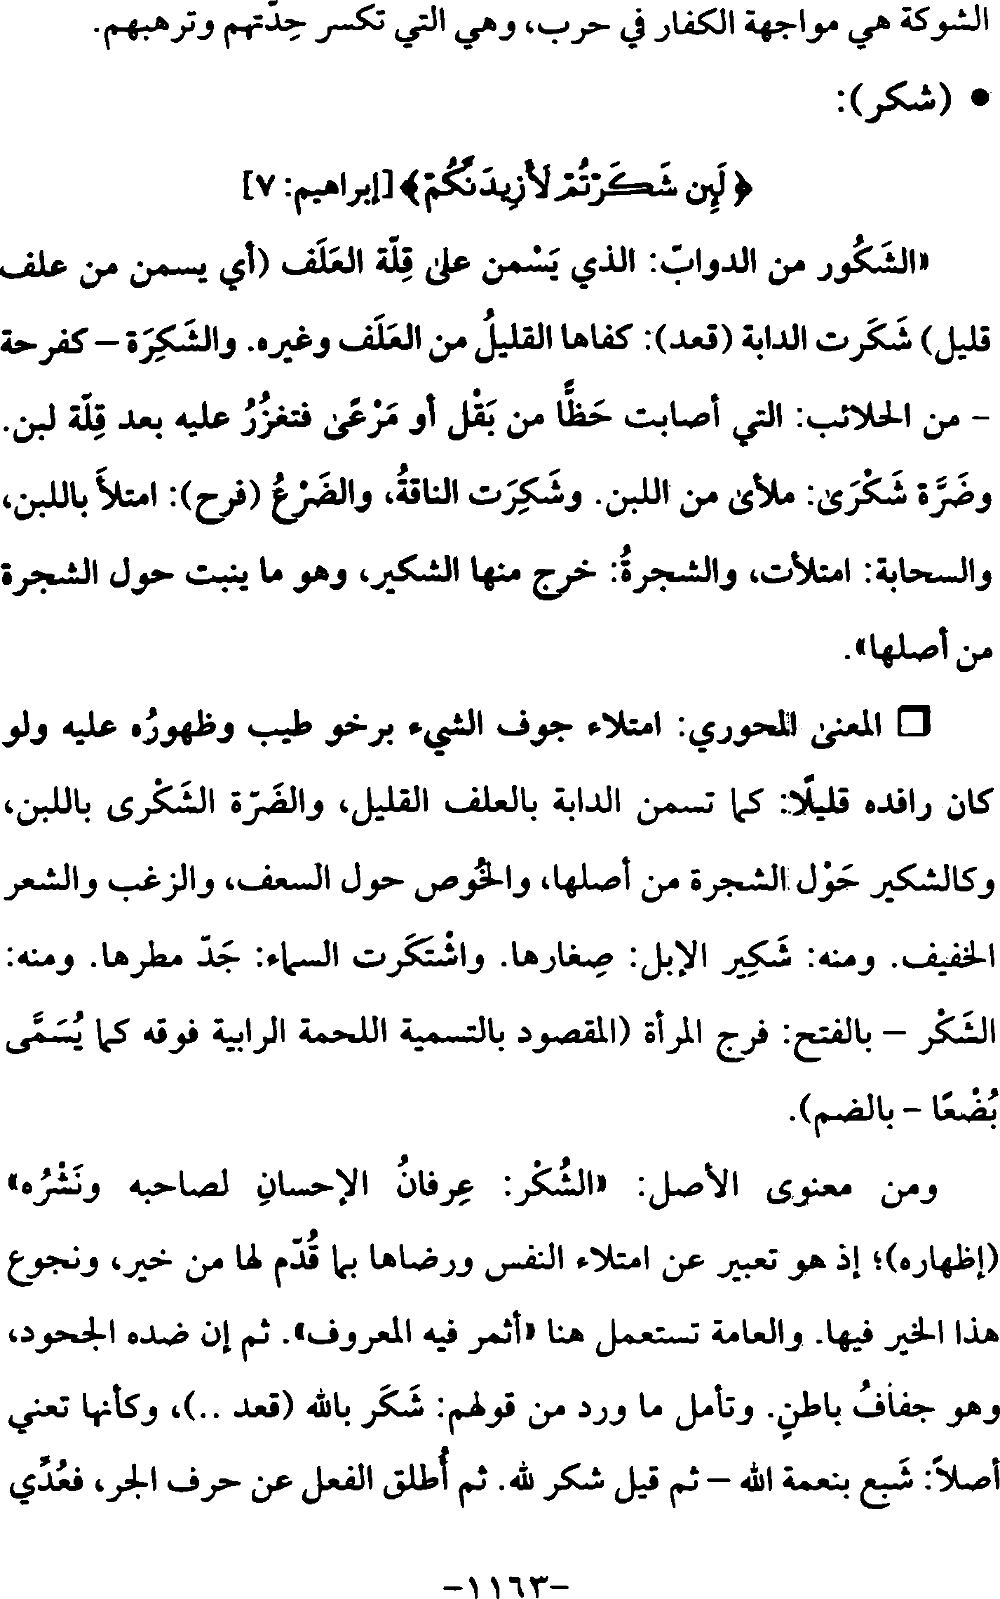 الشوكة هي مواجهة الكفار في حرب، وهي التي تكسر حِدّتهم وترهبهم.
• (شكر):
﴿لَئِن شَكَرْتُمْ لَأَزِيدَنَّكُمْ﴾ [إبراهيم: ٧]
«الشَكُور من الدوابّ: الذي يَسْمن على قِلّة العَلَف (أي يسمن من علف
قليل) شَكَرت الدابة (قعد): كفاها القليلُ من العَلَف وغيره. والشَكِرَة – كفرحة
- من الحلائب: التي أصابت حَظًّا من بَقْل أو مَرْعًى فتغزُرُ عليه بعد قِلّة لبن.
وضَرَّة شَكْرَى: ملأى من اللبن. وشَكِرَت الناقةُ، والضَرْعُ (فرح): امتلأَ باللبن،
والسحابة: امتلأت، والشجرةُ: خرج منها الشكير، وهو ما ينبت حول الشجرة
من أصلها».
❑ المعنى المحوري: امتلاء جوف الشيء برخو طيب وظهورُه عليه ولو
كان رافده قليلًا: كما تسمن الدابة بالعلف القليل، والضَرّة الشَكْرى باللبن،
وكالشكير حَوْل الشجرة من أصلها، والخُوص حول السعف، والزغب والشعر
الخفيف. ومنه: شَكِير الإبل: صِغارها. واشْتَكَرت السماء: جَدّ مطرها. ومنه:
الشَكْر – بالفتح: فرج المرأة (المقصود بالتسمية اللحمة الرابية فوقه كما يُسَمَّى
بُضْعًا - بالضم).
ومن معنوى الأصل: «الشُكْر: عِرفانُ الإحسانِ لصاحبه ونَشْرُه»
(إظهاره)؛ إذ هو تعبير عن امتلاء النفس ورضاها بما قُدّم لها من خير، ونجوع
هذا الخير فيها. والعامة تستعمل هنا «أثمر فيه المعروف». ثم إن ضده الجحود،
وهو جفافُ باطنٍ. وتأمل ما ورد من قولهم: شَكَر بالله (قعد ..)، وكأنها تعني
أصلاً: شَبع بنعمة الله – ثم قيل شكر لله. ثم أُطلق الفعل عن حرف الجر، فعُدِّي
-١١٦٣-